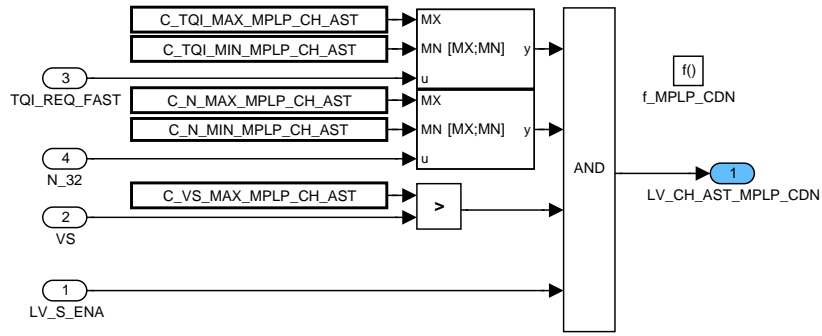 C_TQI_MAX_MPLP_CH_AST
MX
C_TQI_MIN_MPLP_CH_AST
MN [MX;MN] y
3
u
TQI_REQ_FAST
f()
f_MPLP_CDN
C_N_MAX_MPLP_CH_AST
MX
C_N_MIN_MPLP_CH_AST
MN [MX;MN] y
4
u
N_32
AND
1
LV_CH_AST_MPLP_CDN
C_VS_MAX_MPLP_CH_AST
>
2
VS
1
LV_S_ENA